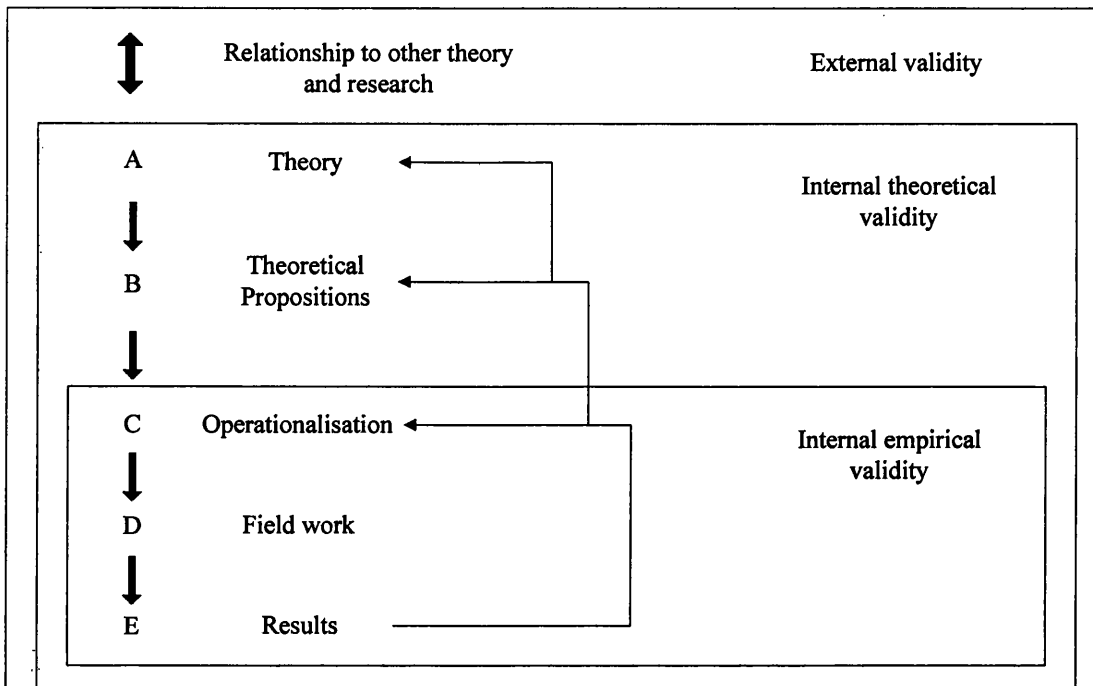 Relationship to other theory
and research
External validity
A
Theory
Internal theoretical
validity
B
Theoretical
Propositions
C
Operationalisation
Internal empirical
validity
D
Field work
E
Results